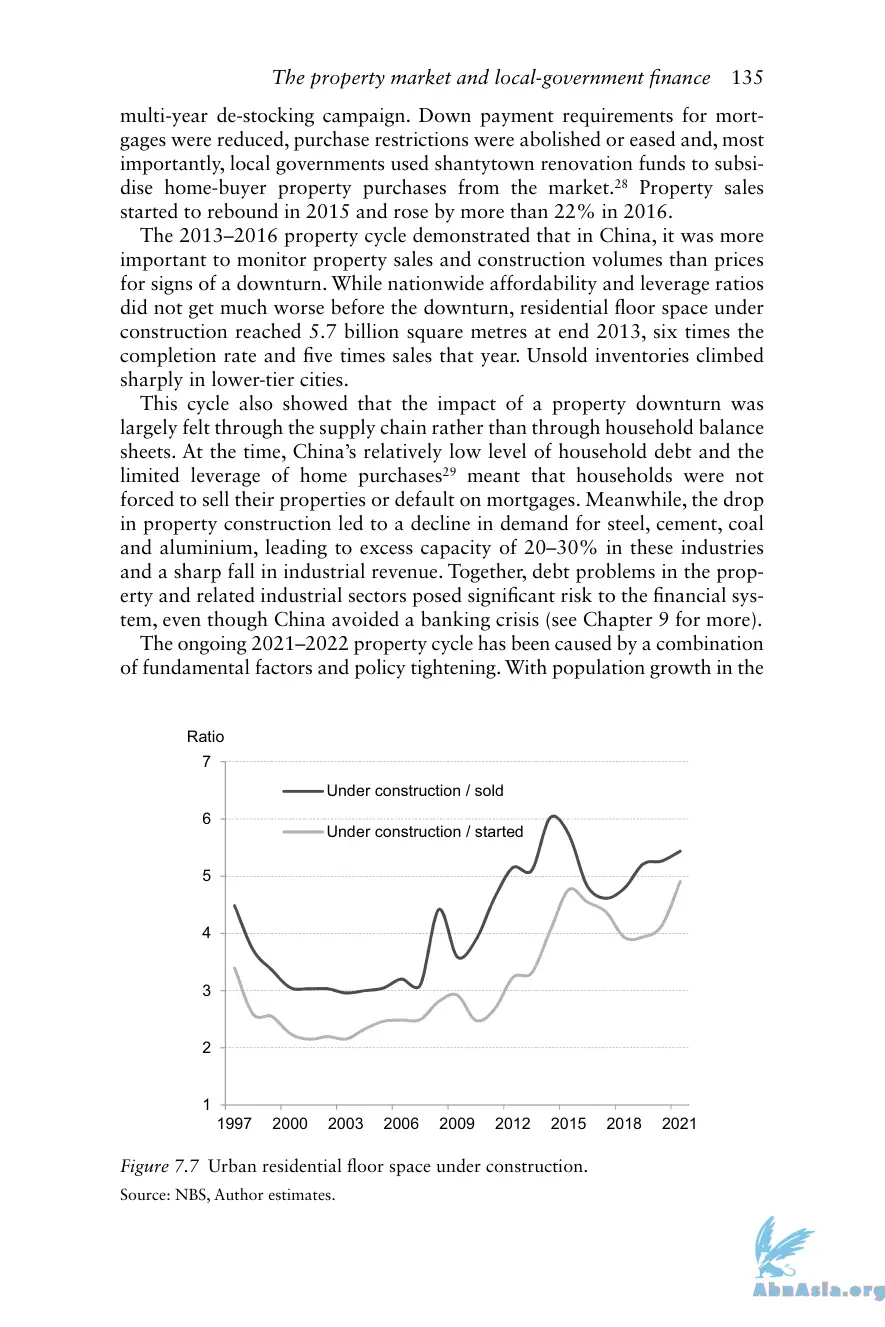 The property market and local-government finance 135
multi-year de-stocking campaign. Down payment requirements for mort-
gages were reduced, purchase restrictions were abolished or eased and, most
importantly, local governments used shantytown renovation funds to subsi-
dise home-buyer property purchases from the market.28 Property sales
started to rebound in 2015 and rose by more than 22% in 2016.
The 2013–2016 property cycle demonstrated that in China, it was more
important to monitor property sales and construction volumes than prices
for signs of a downturn. While nationwide affordability and leverage ratios
did not get much worse before the downturn, residential floor space under
construction reached 5.7 billion square metres at end 2013, six times the
completion rate and five times sales that year. Unsold inventories climbed
sharply in lower-tier cities.
This cycle also showed that the impact of a property downturn was
largely felt through the supply chain rather than through household balance
sheets. At the time, China’s relatively low level of household debt and the
limited leverage of home purchases29 meant that households were not
forced to sell their properties or default on mortgages. Meanwhile, the drop
in property construction led to a decline in demand for steel, cement, coal
and aluminium, leading to excess capacity of 20–30% in these industries
and a sharp fall in industrial revenue. Together, debt problems in the prop-
erty and related industrial sectors posed significant risk to the financial sys-
tem, even though China avoided a banking crisis (see Chapter 9 for more).
The ongoing 2021–2022 property cycle has been caused by a combination
of fundamental factors and policy tightening. With population growth in the
Ratio
7
Under construction / sold
6
Under construction / started
5
4
3
2
1
1997 2000 2003 2006 2009 2012 2015 2018 2021
Figure 7.7 Urban residential floor space under construction.
Source: NBS, Author estimates.
AbnAsia.org